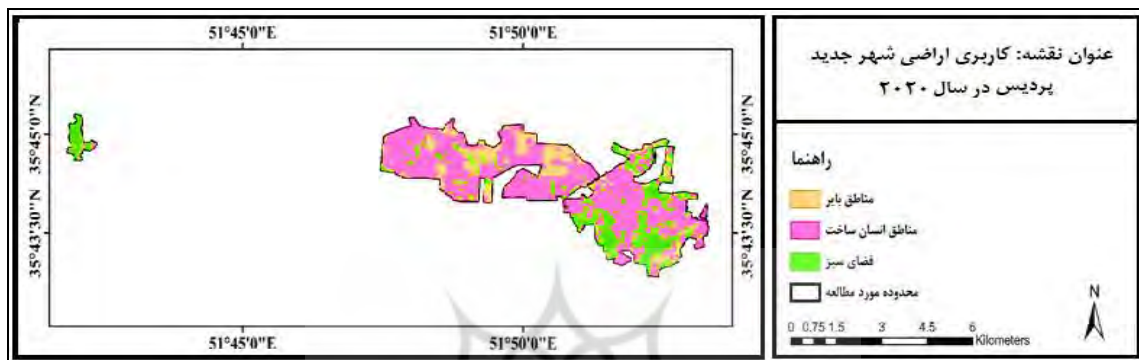 عنوان نقشه: کاربری اراضی شهر جدید
پردیس در سال ۲۰۲۰
راهنما
مناطق بایر
مناطق انسان ساخت
فضای سبز
محدوده مورد مطالعه
N
0 0.75 1.5 3 4.5 6
Kilometers
51°45'0"E 51°50'0"E
35°45'0"N 35°45'0"N
35°43'30"N 35°43'30"N
51°45'0"E 51°50'0"E